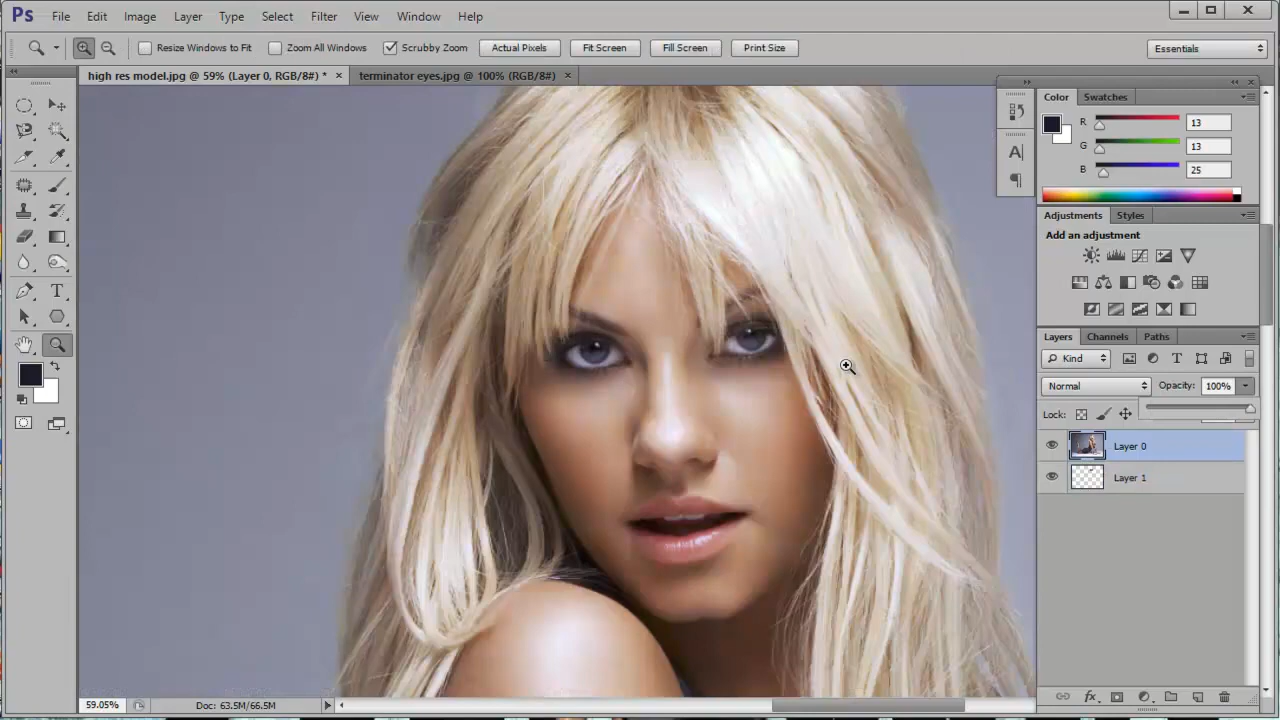 Ps File Edit Image Layer Type Select Filter View Window Help
Resize Windows to Fit Zoom All Windows Scrubby Zoom Actual Pixels Fit Screen Fill Screen Print Size Essentials
high res model.jpg @ 59% (Layer 0, RGB/8#) * × terminator eyes.jpg @ 100% (RGB/8#) ×
Color Swatches
R 13
G 13
B 25
Adjustments Styles
Add an adjustment
Layers Channels Paths
Kind
Normal Opacity: 100%
Lock:
Layer 0
Layer 1
59.05% Doc: 63.5M/66.5M